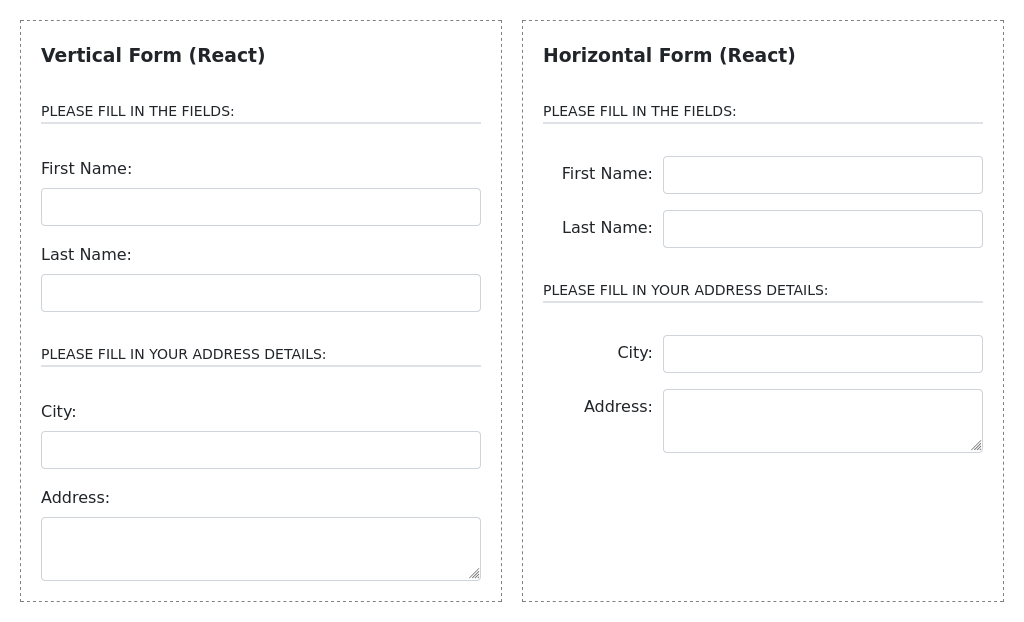 Vertical Form (React)
PLEASE FILL IN THE FIELDS:
First Name:
Last Name:
PLEASE FILL IN YOUR ADDRESS DETAILS:
City:
Address:
Horizontal Form (React)
PLEASE FILL IN THE FIELDS:
First Name:
Last Name:
PLEASE FILL IN YOUR ADDRESS DETAILS:
City:
Address: